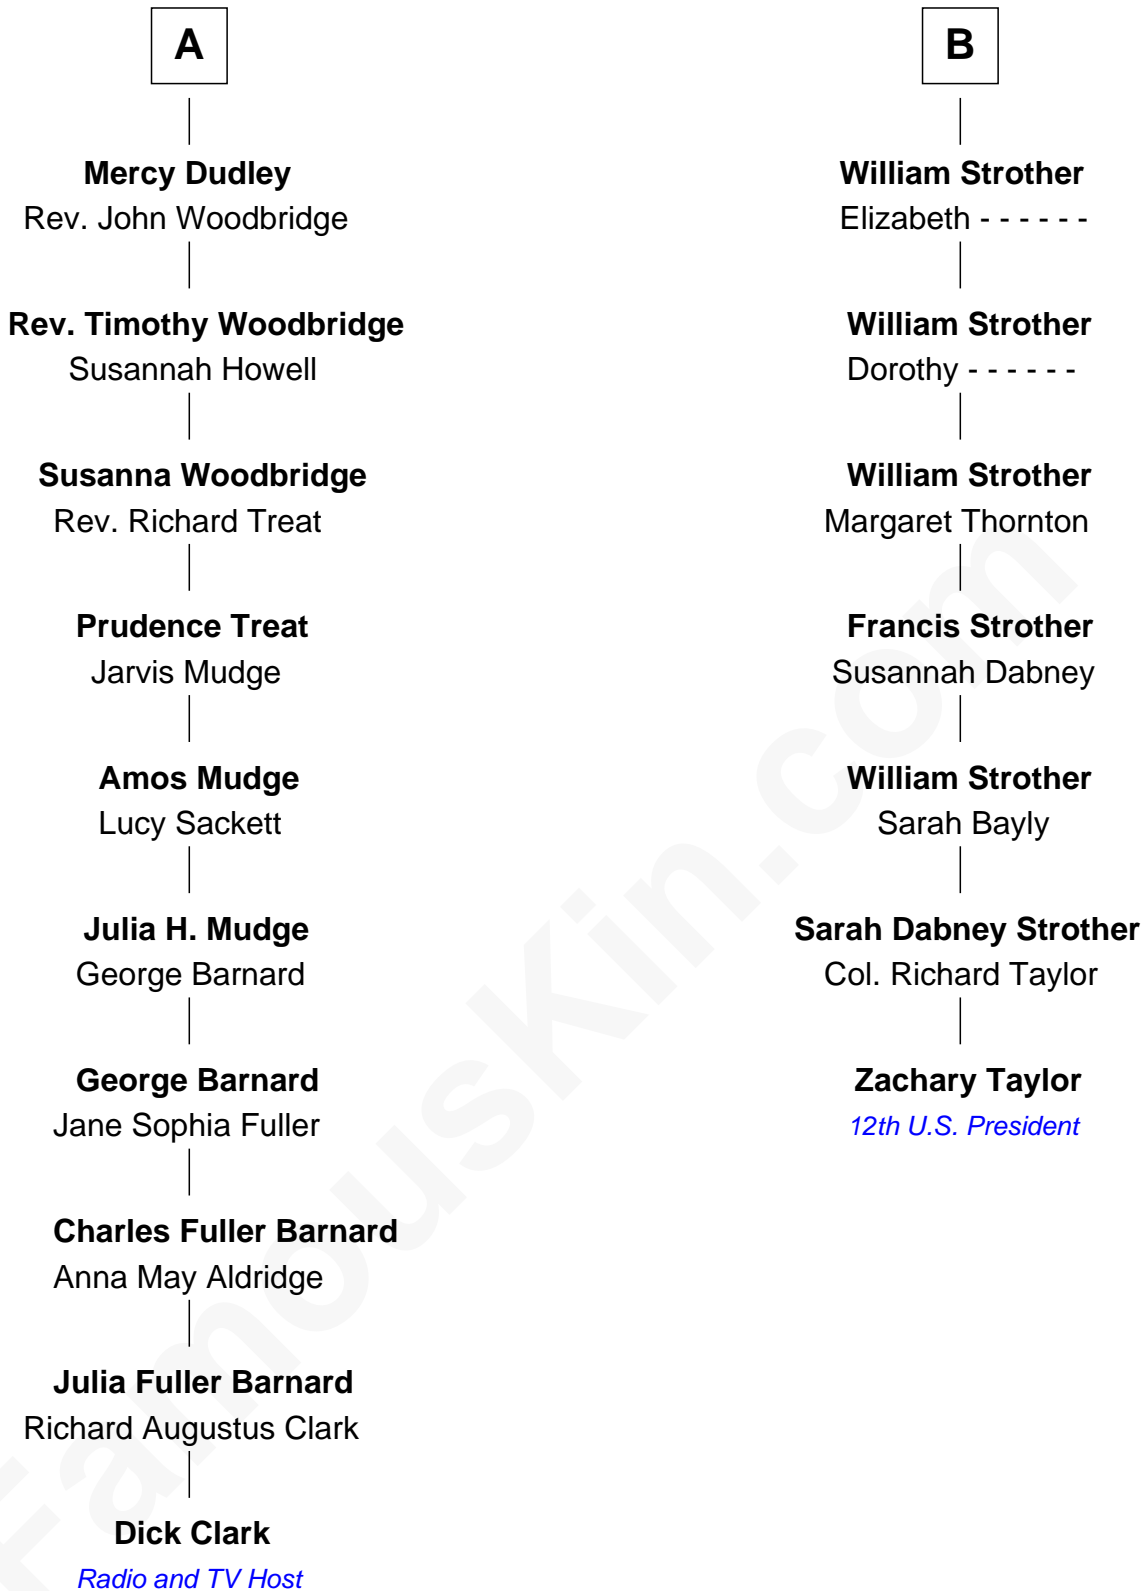 A
Mercy Dudley
Rev. John Woodbridge
Rev. Timothy Woodbridge
Susannah Howell
Susanna Woodbridge
Rev. Richard Treat
Prudence Treat
Jarvis Mudge
Amos Mudge
Lucy Sackett
Julia H. Mudge
George Barnard
George Barnard
Jane Sophia Fuller
Charles Fuller Barnard
Anna May Aldridge
Julia Fuller Barnard
Richard Augustus Clark
Dick Clark
Radio and TV Host
B
William Strother
Elizabeth - - - - - -
William Strother
Dorothy - - - - - -
William Strother
Margaret Thornton
Francis Strother
Susannah Dabney
William Strother
Sarah Bayly
Sarah Dabney Strother
Col. Richard Taylor
Zachary Taylor
12th U.S. President
FamousKin.com